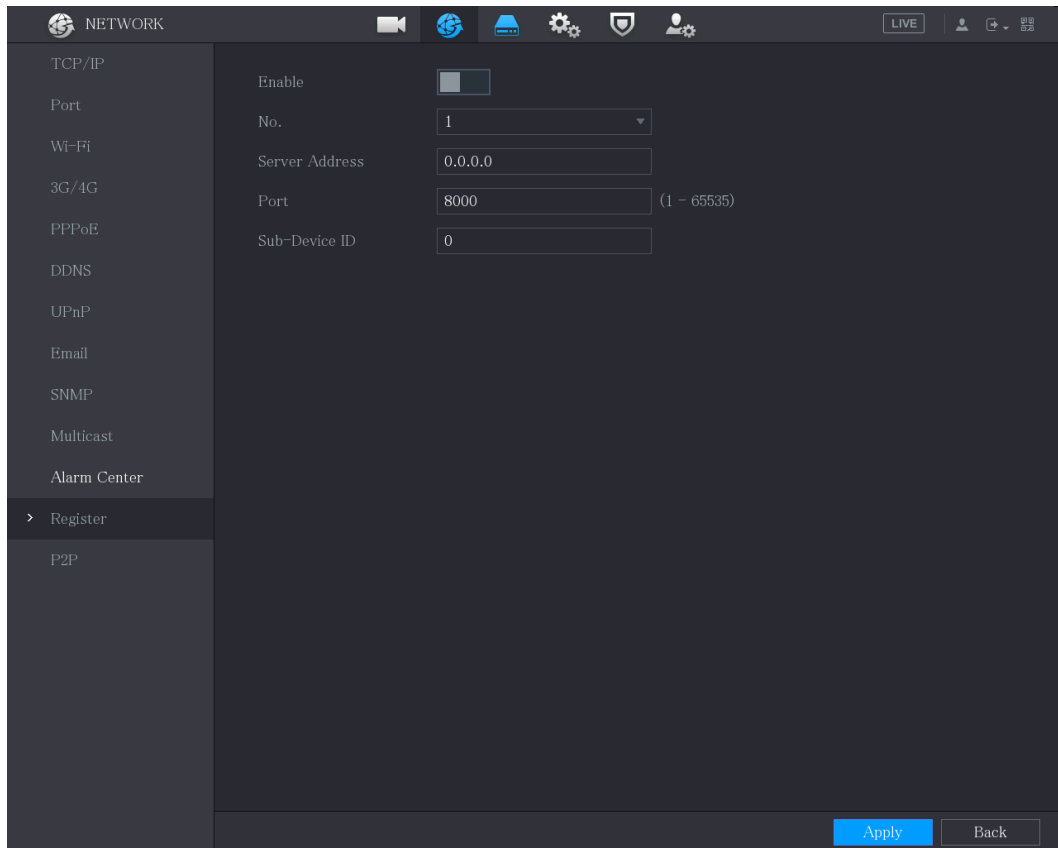 NETWORK
LIVE
TCP/IP
Port
Wi-Fi
3G/4G
PPPoE
DDNS
UPnP
Email
SNMP
Multicast
Alarm Center
Register
P2P
Enable
No. 1
Server Address 0.0.0.0
Port 8000 (1 - 65535)
Sub-Device ID 0
Apply Back